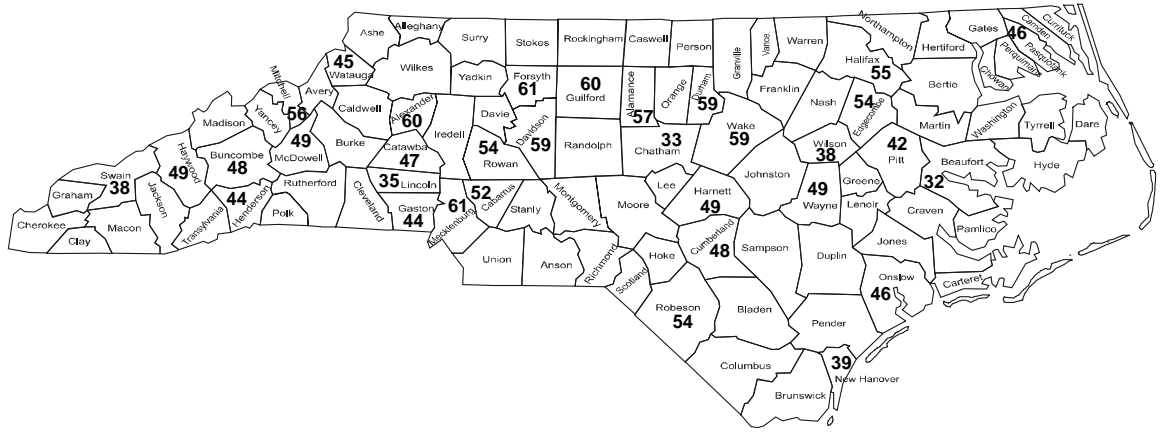 Ashe
Alleghany
Surry
Stokes
Rockingham
Caswell
Person
Granville
Vance
Warren
Northampton
Gates
Hertiford
46
Camden
Currituck
Pasquotank
Perquimans
Chowan
45
Watauga
Wilkes
Yadkin
Forsyth
61
60
Guilford
Alamance
57
Orange
Durham
59
Franklin
Halifax
55
Bertie
Mitchell
Avery
Caldwell
Alexander
60
Iredell
Davie
Davidson
59
Randolph
33
Chatham
Wake
59
Nash
54
Edgecombe
Martin
Washington
Tyrrell
Dare
Madison
Yancey
56
49
McDowell
Burke
Catawba
47
54
Rowan
Wilson
38
42
Pitt
Beaufort
Hyde
Haywood
49
Buncombe
48
Swain
38
Graham
Jackson
Rutherford
Cleveland
35
Lincoln
52
Cabarrus
Stanly
Montgomery
Moore
Lee
Harnett
49
Johnston
49
Wayne
Greene
32
Lenoir
Craven
Pamlico
Cherokee
Clay
Macon
Transylvania
44
Henderson
Polk
Gaston
44
61
Mecklenburg
Union
Anson
Richmond
Scotland
Hoke
Cumberland
48
Sampson
Duplin
Jones
Onslow
46
Carteret
Robeson
54
Bladen
Pender
Columbus
39
New Hanover
Brunswick